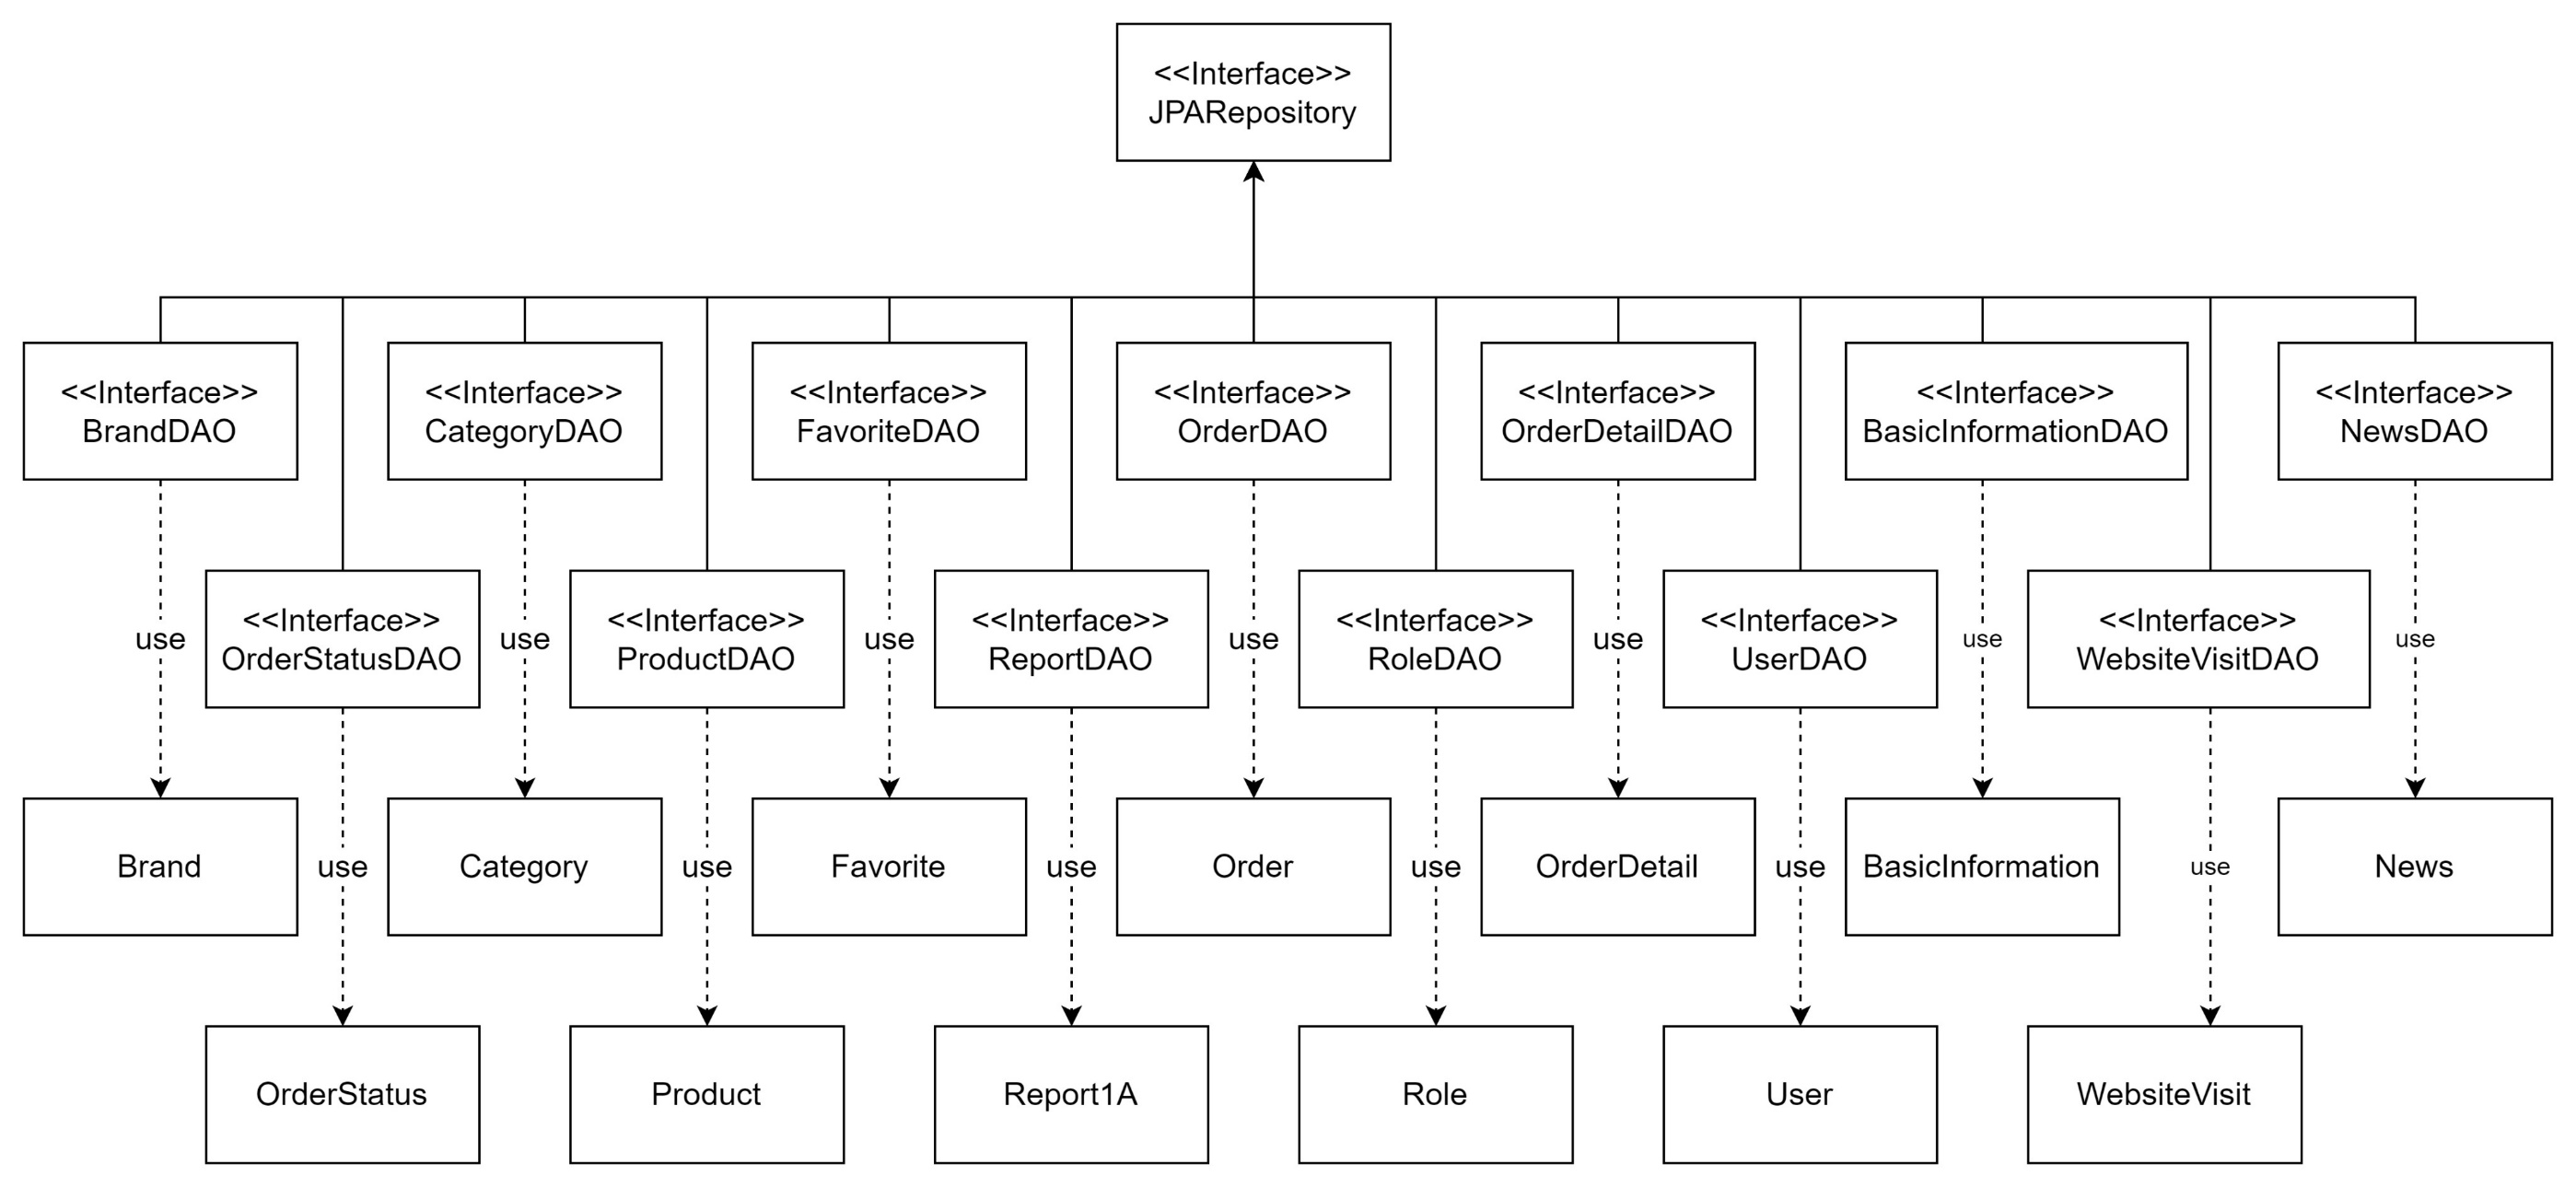 <<Interface>>
JPARepository
<<Interface>>
BrandDAO
<<Interface>>
CategoryDAO
<<Interface>>
FavoriteDAO
<<Interface>>
OrderDAO
<<Interface>>
OrderDetailDAO
<<Interface>>
BasicInformationDAO
<<Interface>>
NewsDAO
use
<<Interface>>
OrderStatusDAO
use
<<Interface>>
ProductDAO
use
<<Interface>>
ReportDAO
use
<<Interface>>
RoleDAO
use
<<Interface>>
UserDAO
use
<<Interface>>
WebsiteVisitDAO
use
Brand
use
Category
use
Favorite
use
Order
use
OrderDetail
use
BasicInformation
use
News
OrderStatus
Product
Report1A
Role
User
WebsiteVisit